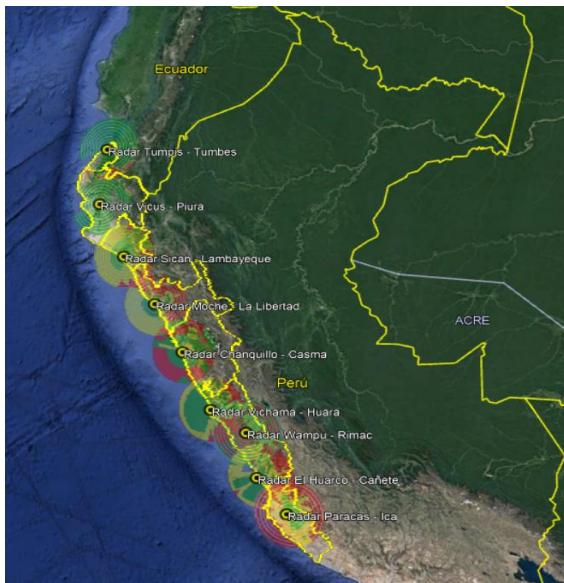 Ecuador
Radar Tumpis - Tumbes
Radar Vicus - Piura
Radar Sican - Lambayeque
Radar Moche - La Libertad
ACRE
Radar Chanquillo - Casma
Perú
Radar Vichama - Huara
Radar Wampu - Rimac
Radar El Huarco - Cañete
Radar Paracas - Ica